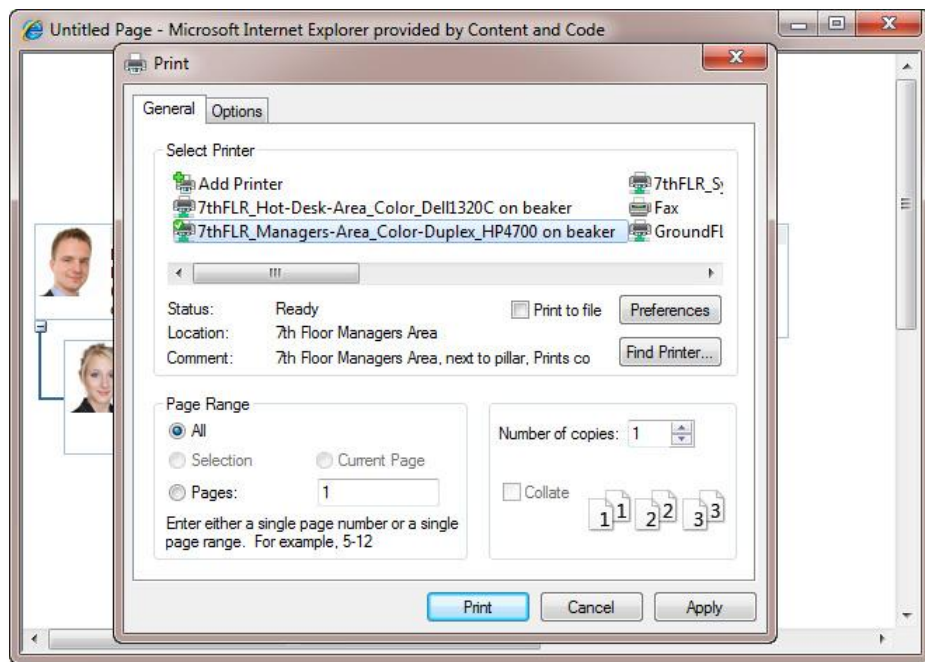 Untitled Page - Microsoft Internet Explorer provided by Content and Code
Print
General
Options
Select Printer
Add Printer
7thFLR_Hot-Desk-Area_Color_Dell1320C on beaker
7thFLR_Managers-Area_Color-Duplex_HP4700 on beaker
7thFLR_Sy
Fax
GroundFL
Status: Ready
Print to file
Preferences
Location: 7th Floor Managers Area
Comment: 7th Floor Managers Area, next to pillar, Prints co
Find Printer...
Page Range
All
Selection
Current Page
Pages: 1
Enter either a single page number or a single
page range. For example, 5-12
Number of copies: 1
Collate
1 1 2 2 3 3
Print
Cancel
Apply